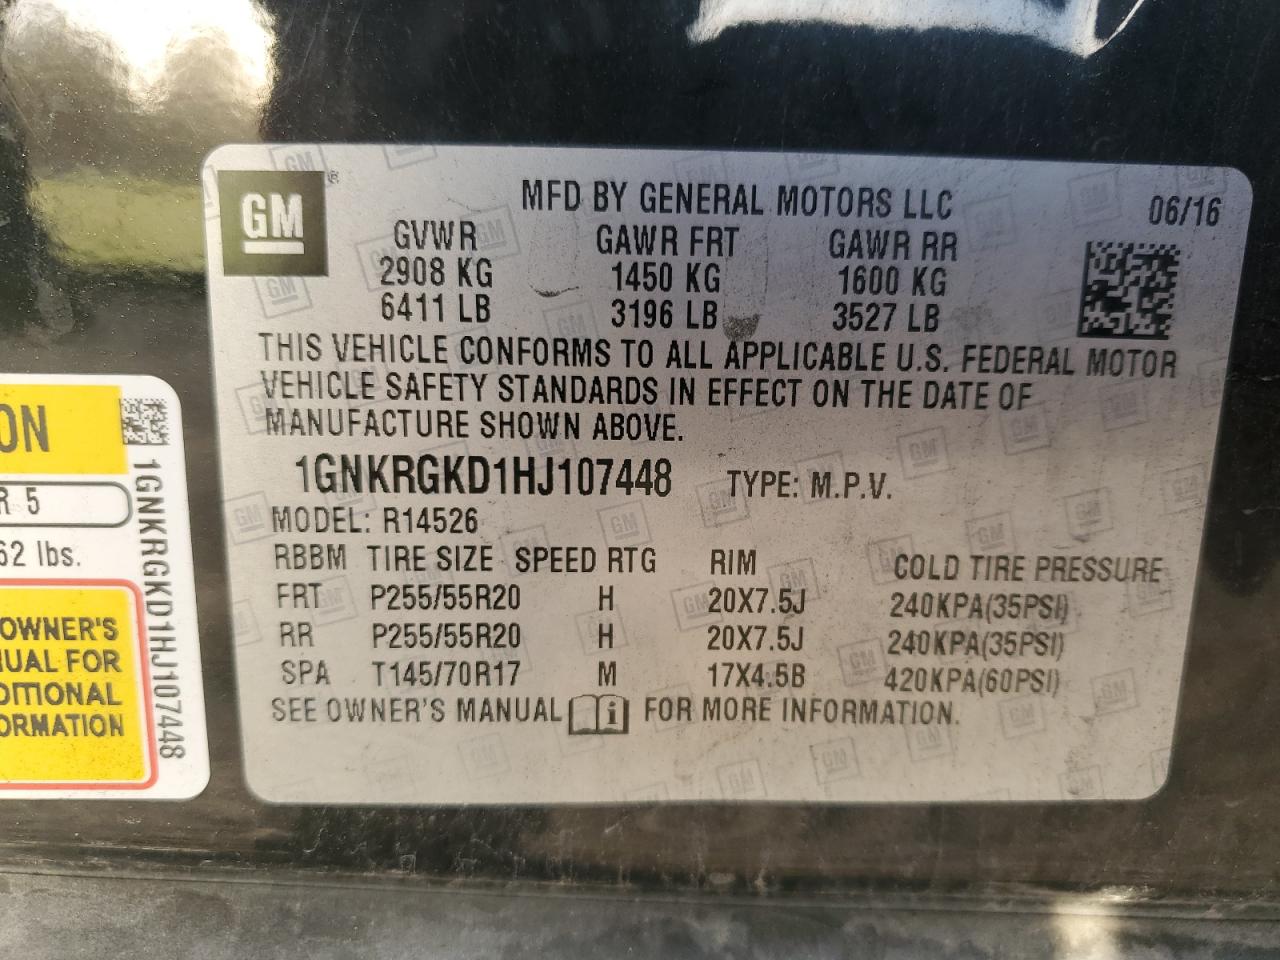 GM
MFD BY GENERAL MOTORS LLC 06/16
GVWR GAWR FRT GAWR RR
2908 KG 1450 KG 1600 KG
6411 LB 3196 LB 3527 LB
THIS VEHICLE CONFORMS TO ALL APPLICABLE U.S. FEDERAL MOTOR
VEHICLE SAFETY STANDARDS IN EFFECT ON THE DATE OF
MANUFACTURE SHOWN ABOVE.
1GNKRGKD1HJ107448 TYPE: M.P.V.
MODEL: R14526
RBBM TIRE SIZE SPEED RTG RIM COLD TIRE PRESSURE
FRT P255/55R20 H 20X7.5J 240KPA(35PSI)
RR P255/55R20 H 20X7.5J 240KPA(35PSI)
SPA T145/70R17 M 17X4.5B 420KPA(60PSI)
SEE OWNER'S MANUAL i FOR MORE INFORMATION.
ON
R 5
62 lbs.
OWNER'S
NUAL FOR
DITIONAL
ORMATION
1GNKRGKD1HJ107448